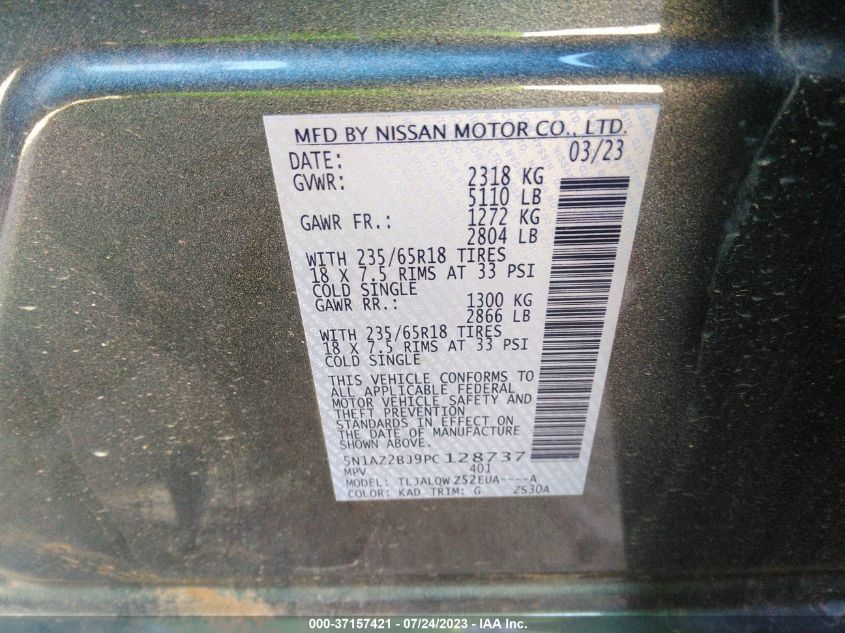 MFD BY NISSAN MOTOR CO., LTD.
DATE: 03/23
GVWR: 2318 KG
5110 LB
GAWR FR.: 1272 KG
2804 LB
WITH 235/65R18 TIRES
18 X 7.5 RIMS AT 33 PSI
COLD SINGLE
GAWR RR.: 1300 KG
2866 LB
WITH 235/65R18 TIRES
18 X 7.5 RIMS AT 33 PSI
COLD SINGLE
THIS VEHICLE CONFORMS TO
ALL APPLICABLE FEDERAL
MOTOR VEHICLE SAFETY AND
THEFT PREVENTION
STANDARDS IN EFFECT ON
THE DATE OF MANUFACTURE
SHOWN ABOVE.
5N1AZ2BJ9PC128737
MPV 401
MODEL: TLJALQW Z52EUA----A
COLOR: KAD TRIM: G ZS30A
000-37157421 - 07/24/2023 - © IAA Inc.